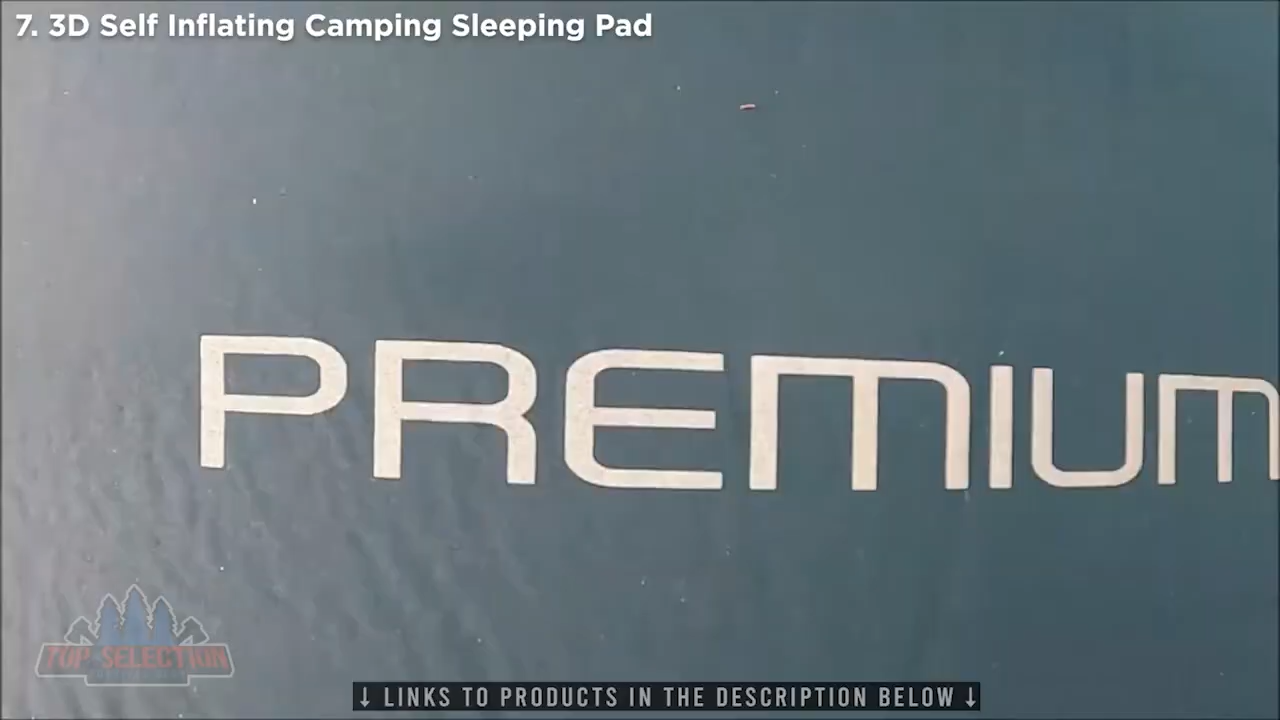 7. 3D Self Inflating Camping Sleeping Pad
PREMIUM
TOP SELECTION
↓ LINKS TO PRODUCTS IN THE DESCRIPTION BELOW ↓